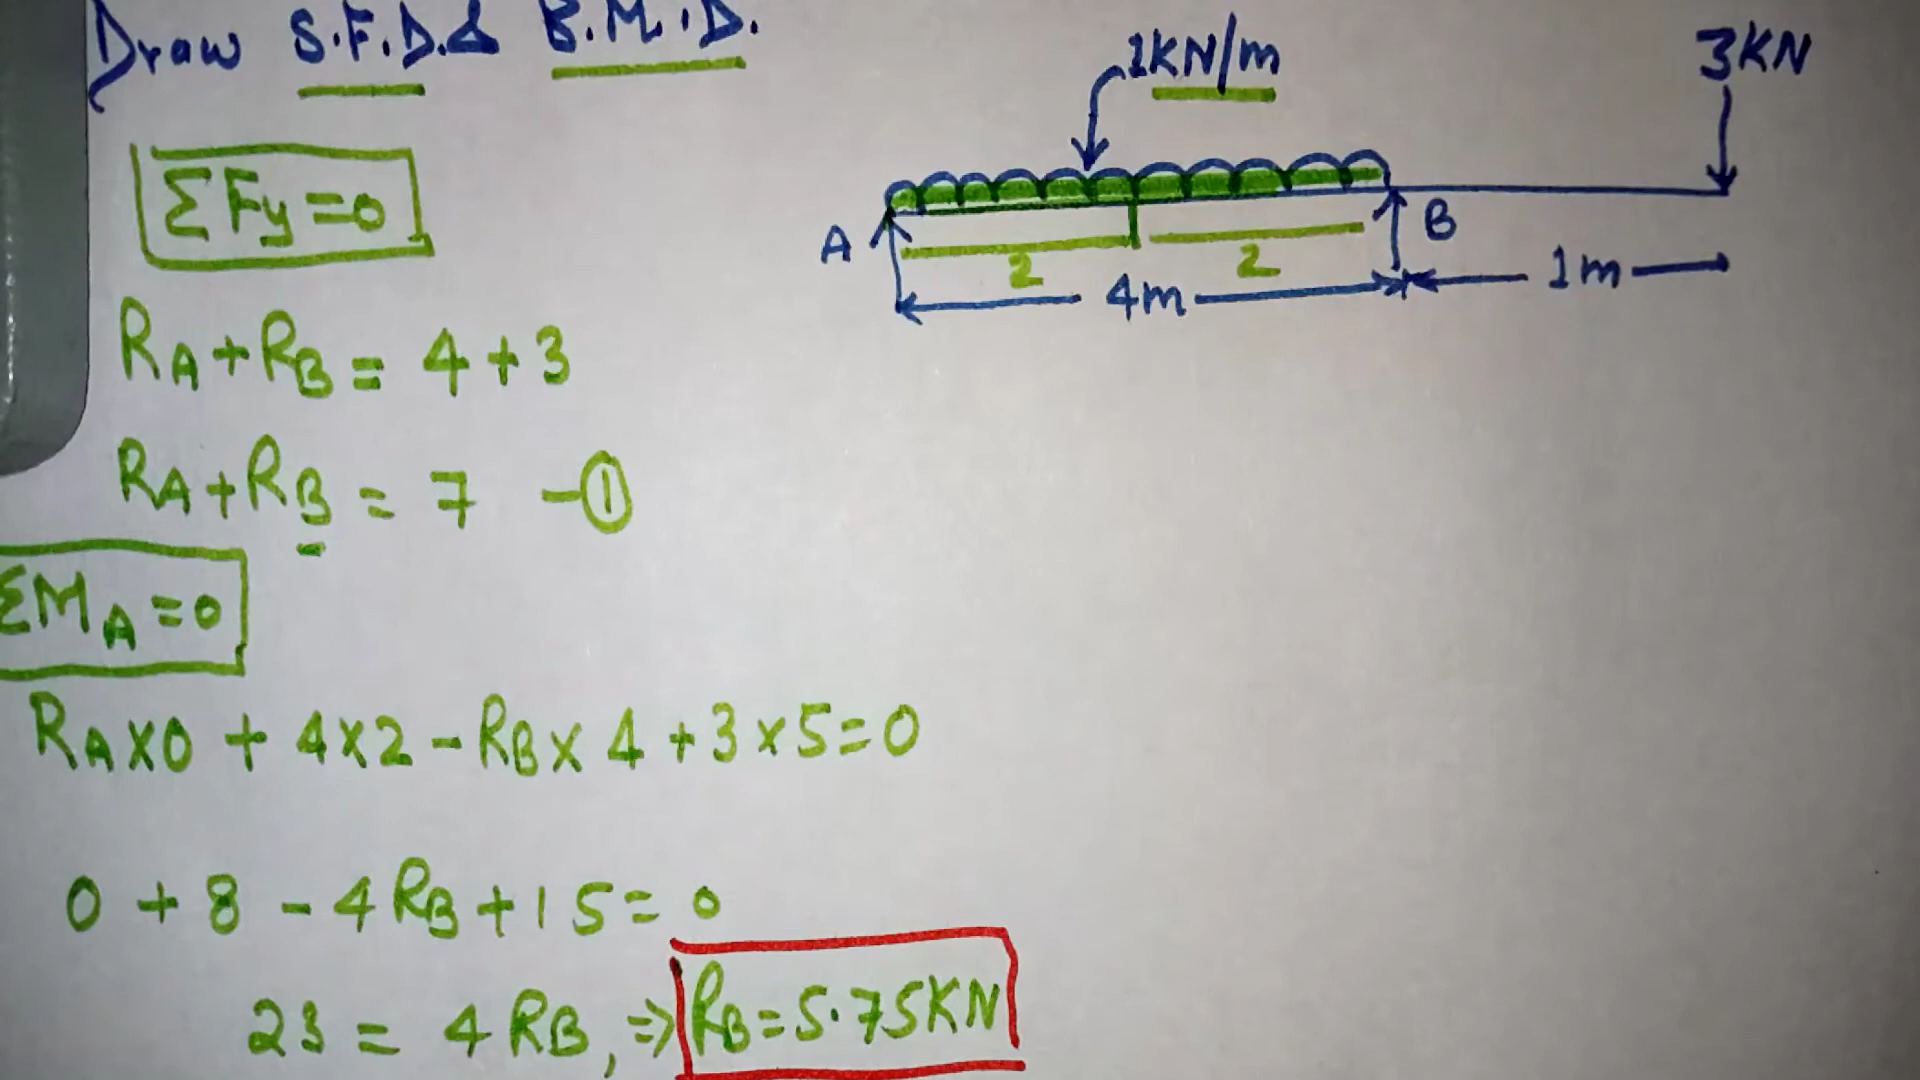 Draw S.F.D.& B.M.D.
1KN/m
3KN
A
B
2
2
4m
1m
ΣFy=0
RA+RB = 4+3
RA+RB = 7 -①
ΣMA=0
RAx0 + 4x2 - RBx 4 + 3x5=0
0 + 8 - 4RB + 15 = 0
23 = 4RB, ⇒ RB=5.75KN